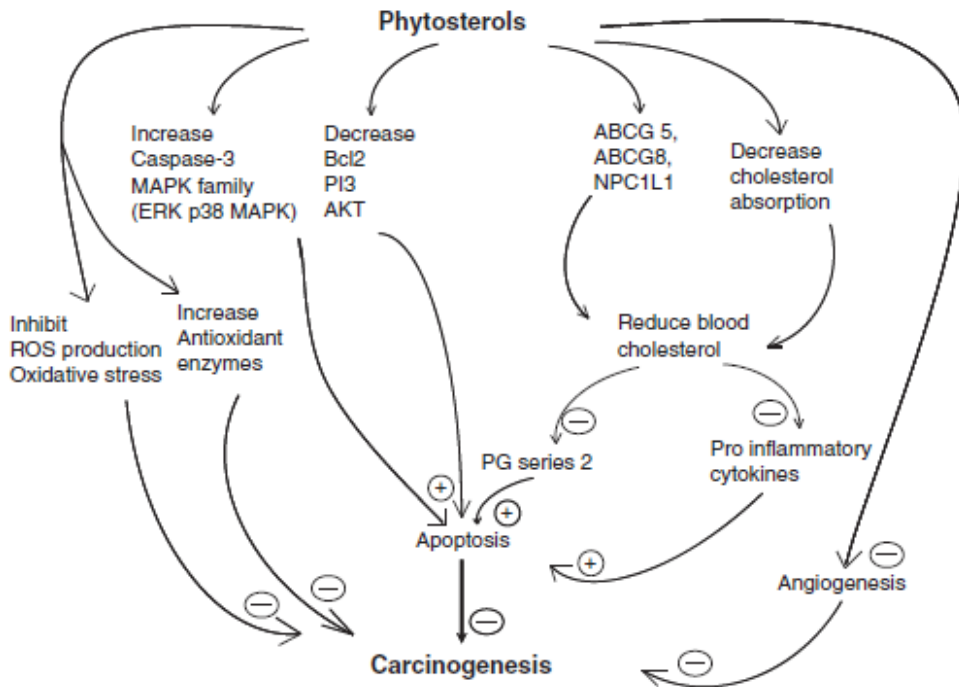 Phytosterols
Increase
Caspase-3
MAPK family
(ERK p38 MAPK)
Decrease
Bcl2
PI3
AKT
ABCG 5,
ABCG8,
NPC1L1
Decrease
cholesterol
absorption
Inhibit
ROS production
Oxidative stress
Increase
Antioxidant
enzymes
Reduce blood
cholesterol
−
−
PG series 2
Pro inflammatory
cytokines
+
+
Apoptosis
+
−
Angiogenesis
−
−
−
−
Carcinogenesis